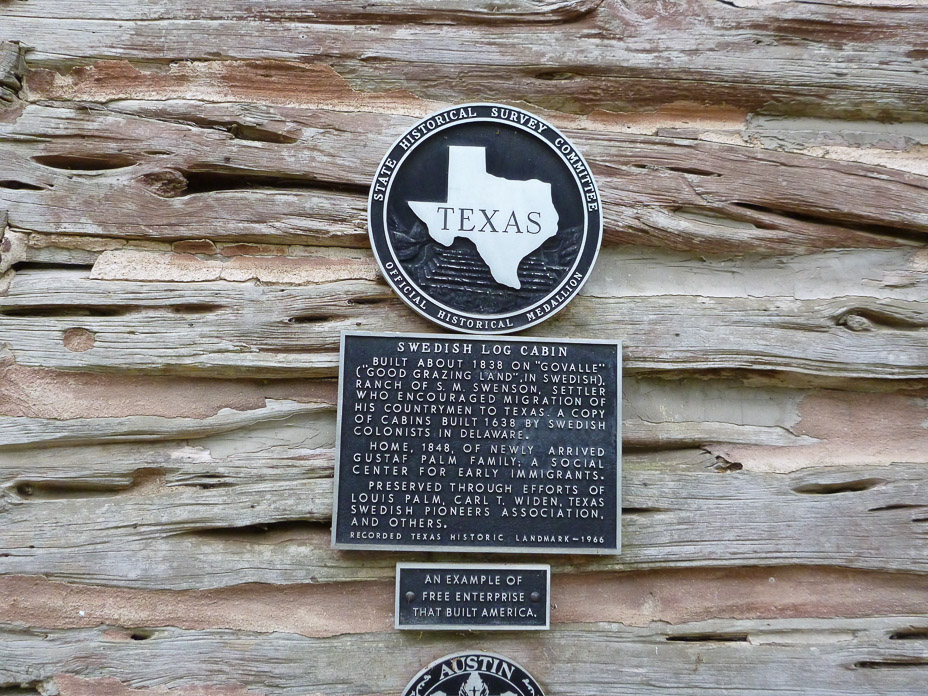 STATE HISTORICAL SURVEY COMMITTEE
TEXAS
OFFICIAL HISTORICAL MEDALLION
SWEDISH LOG CABIN
BUILT ABOUT 1838 ON "GOVALLE"
("GOOD GRAZING LAND", IN SWEDISH),
RANCH OF S. M. SWENSON, SETTLER
WHO ENCOURAGED MIGRATION OF
HIS COUNTRYMEN TO TEXAS. A COPY
OF CABINS BUILT 1638 BY SWEDISH
COLONISTS IN DELAWARE.
HOME, 1848, OF NEWLY ARRIVED
GUSTAF PALM FAMILY; A SOCIAL
CENTER FOR EARLY IMMIGRANTS.
PRESERVED THROUGH EFFORTS OF
LOUIS PALM, CARL T. WIDEN, TEXAS
SWEDISH PIONEERS ASSOCIATION,
AND OTHERS.
RECORDED TEXAS HISTORIC LANDMARK—1966
AN EXAMPLE OF
FREE ENTERPRISE
THAT BUILT AMERICA.
AUSTIN